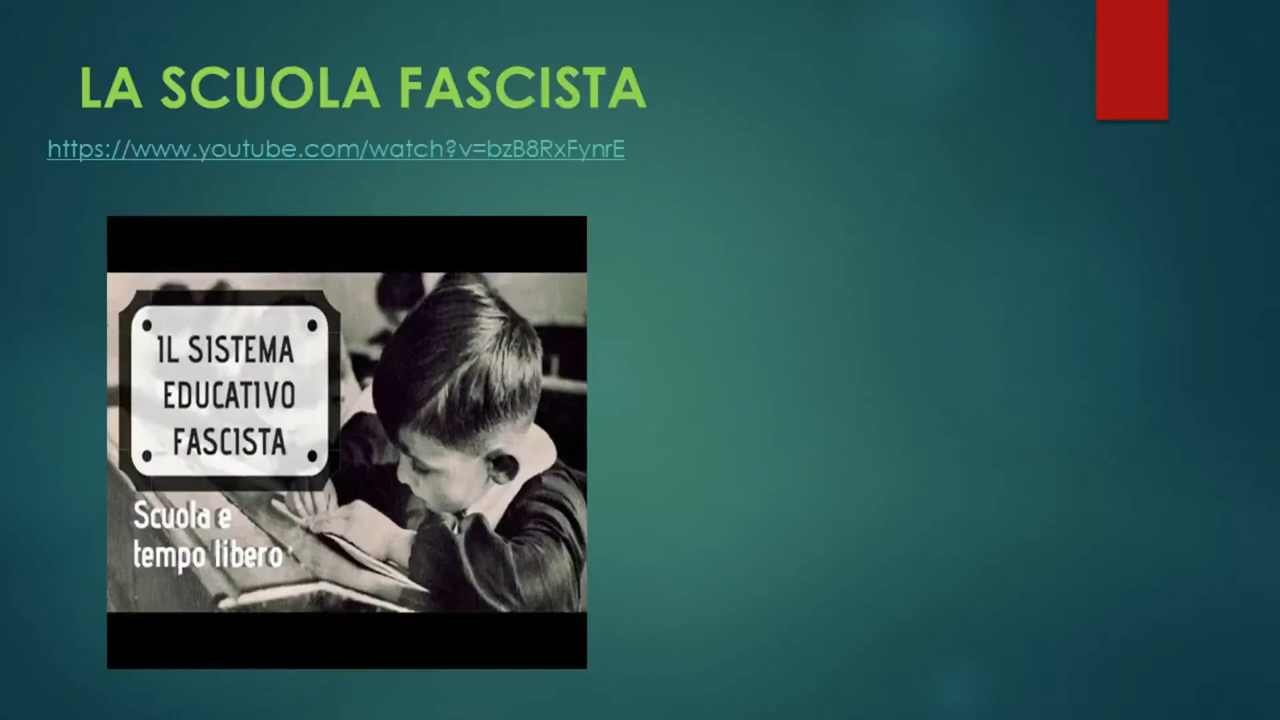 LA SCUOLA FASCISTA
https://www.youtube.com/watch?v=bzB8RxFynrE
IL SISTEMA
EDUCATIVO
FASCISTA
Scuola e
tempo libero